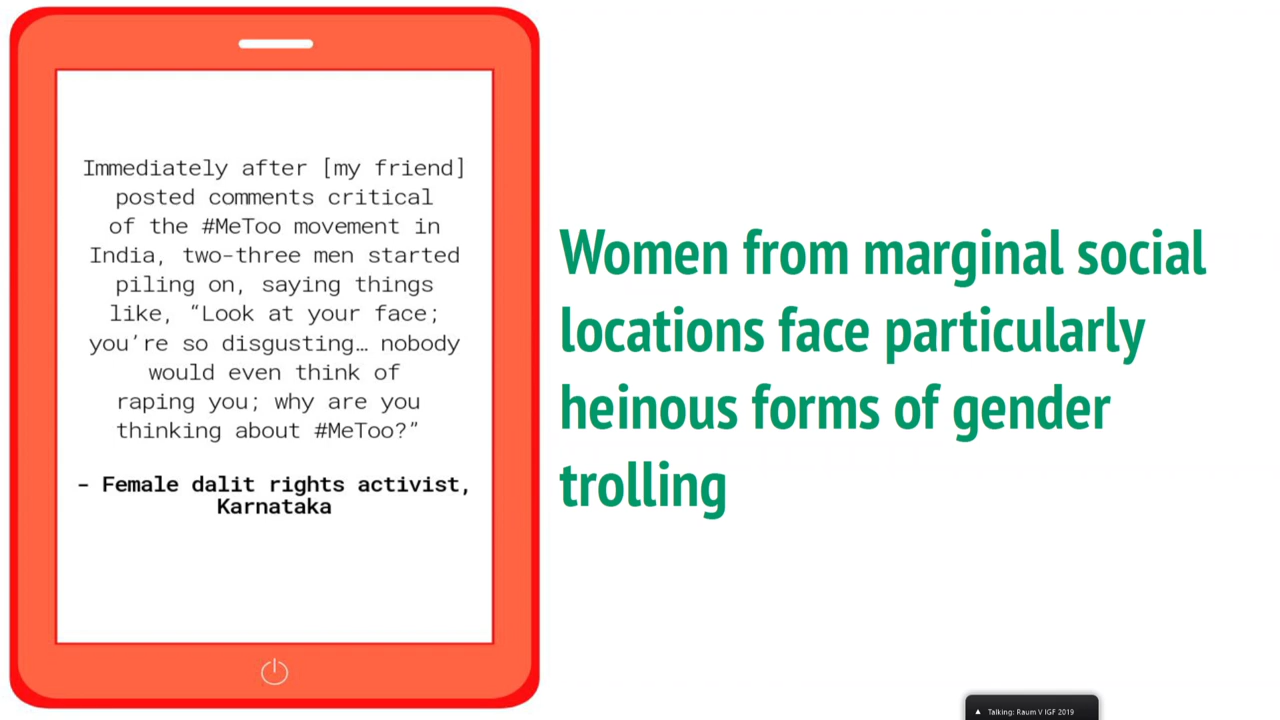 Immediately after [my friend]
posted comments critical
of the #MeToo movement in
India, two-three men started
piling on, saying things
like, “Look at your face;
you’re so disgusting… nobody
would even think of
raping you; why are you
thinking about #MeToo?”
– Female dalit rights activist,
Karnataka
Women from marginal social
locations face particularly
heinous forms of gender
trolling
Talking: Raum V IGF 2019